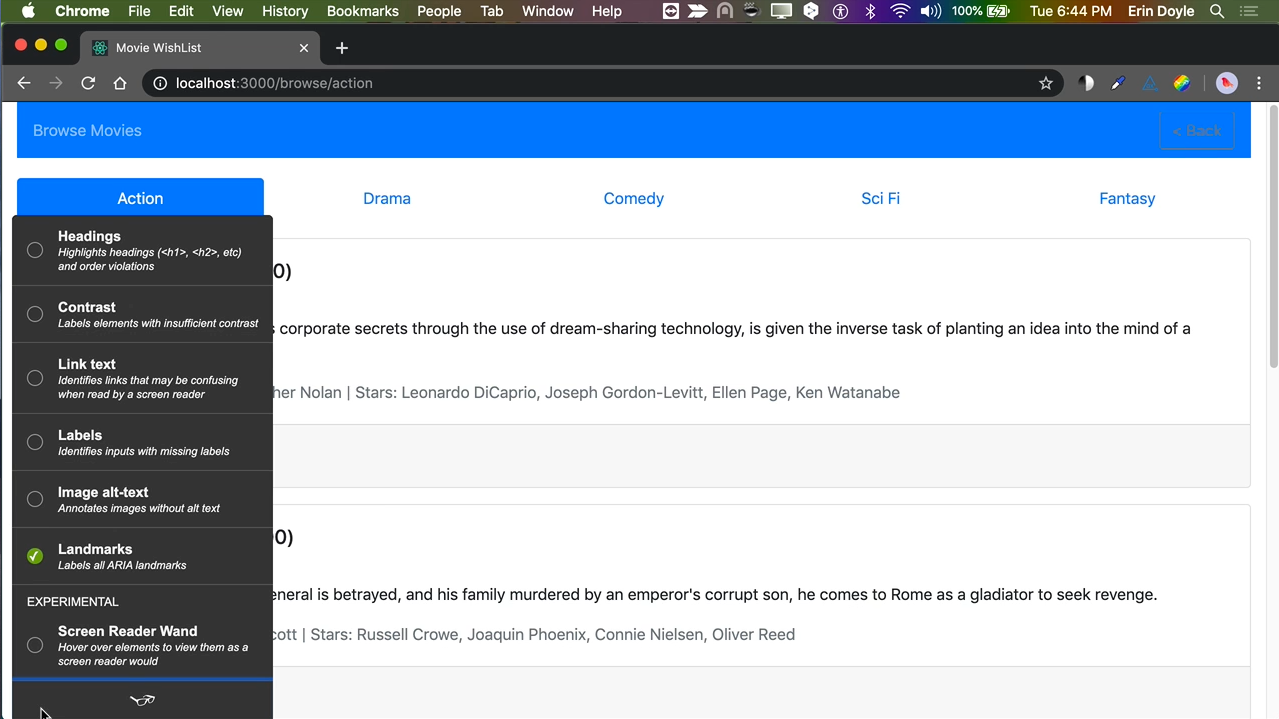 Chrome File Edit View History Bookmarks People Tab Window Help 100% Tue 6:44 PM Erin Doyle
Movie WishList
localhost:3000/browse/action
Browse Movies
< Back
Action Drama Comedy Sci Fi Fantasy
Headings
Highlights headings (<h1>, <h2>, etc)
and order violations
0)
Contrast
Labels elements with insufficient contrast
s corporate secrets through the use of dream-sharing technology, is given the inverse task of planting an idea into the mind of a
Link text
Identifies links that may be confusing
when read by a screen reader
her Nolan | Stars: Leonardo DiCaprio, Joseph Gordon-Levitt, Ellen Page, Ken Watanabe
Labels
Identifies inputs with missing labels
Image alt-text
Annotates images without alt text
0)
Landmarks
Labels all ARIA landmarks
eneral is betrayed, and his family murdered by an emperor's corrupt son, he comes to Rome as a gladiator to seek revenge.
EXPERIMENTAL
Screen Reader Wand
Hover over elements to view them as a
screen reader would
cott | Stars: Russell Crowe, Joaquin Phoenix, Connie Nielsen, Oliver Reed